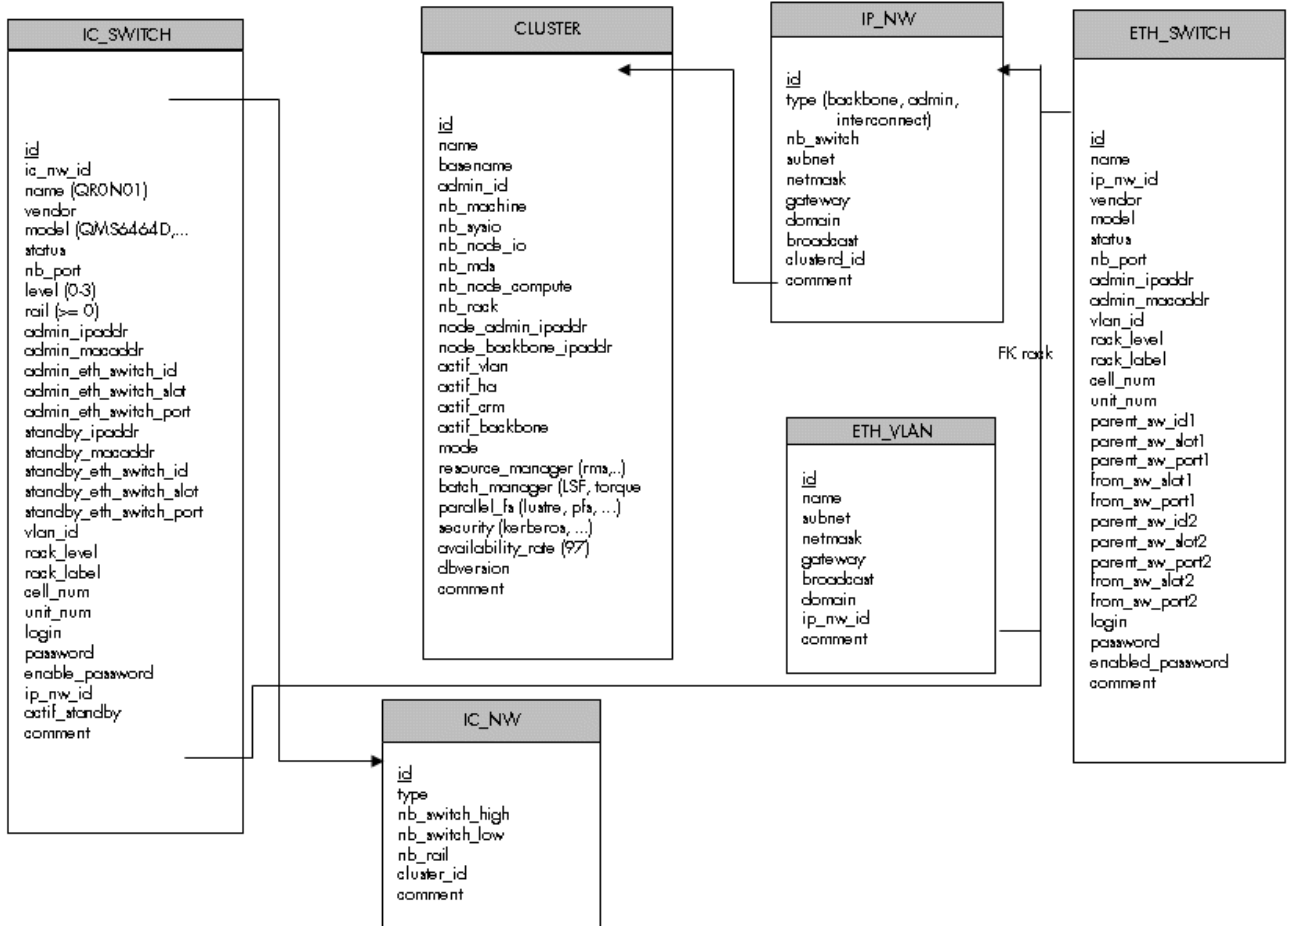 IC_SWITCH
id
ic_nw_id
name (QR0N01)
vendor
model (QMS6464D,...
status
nb_port
level (0-3)
rail (>= 0)
admin_ipaddr
admin_macaddr
admin_eth_switch_id
admin_eth_switch_slot
admin_eth_switch_port
standby_ipaddr
standby_macaddr
standby_eth_switch_id
standby_eth_switch_slot
standby_eth_switch_port
vlan_id
rack_level
rack_label
cell_num
unit_num
login
password
enable_password
ip_nw_id
actif_standby
comment
CLUSTER
id
name
basename
admin_id
nb_machine
nb_sysio
nb_node_io
nb_mds
nb_node_compute
nb_rack
node_admin_ipaddr
node_backbone_ipaddr
actif_vlan
actif_ha
actif_crm
actif_backbone
mode
resource_manager (rms,..)
batch_manager (LSF, torque
parallel_fs (lustre, pfs, ...)
security (kerberos, ...)
availability_rate (97)
dbversion
comment
IP_NW
id
type (backbone, admin,
interconnect)
nb_switch
subnet
netmask
gateway
domain
broadcast
clusterd_id
comment
ETH_SWITCH
id
name
ip_nw_id
vendor
model
status
nb_port
admin_ipaddr
admin_macaddr
vlan_id
rack_level
rack_label
cell_num
unit_num
parent_sw_id1
parent_sw_slot1
parent_sw_port1
from_sw_slot1
from_sw_port1
parent_sw_id2
parent_sw_slot2
parent_sw_port2
from_sw_slot2
from_sw_port2
login
password
enabled_password
comment
FK rack
ETH_VLAN
id
name
subnet
netmask
gateway
broadcast
domain
ip_nw_id
comment
IC_NW
id
type
nb_switch_high
nb_switch_low
nb_rail
cluster_id
comment